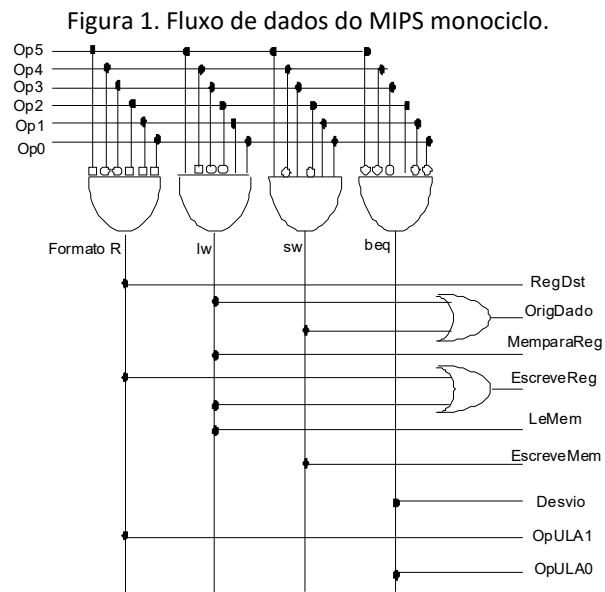 Figura 1. Fluxo de dados do MIPS monociclo.
Op5
Op4
Op3
Op2
Op1
Op0
Formato R
lw
sw
beq
RegDst
OrigDado
MemparaReg
EscreveReg
LeMem
EscreveMem
Desvio
OpULA1
OpULA0